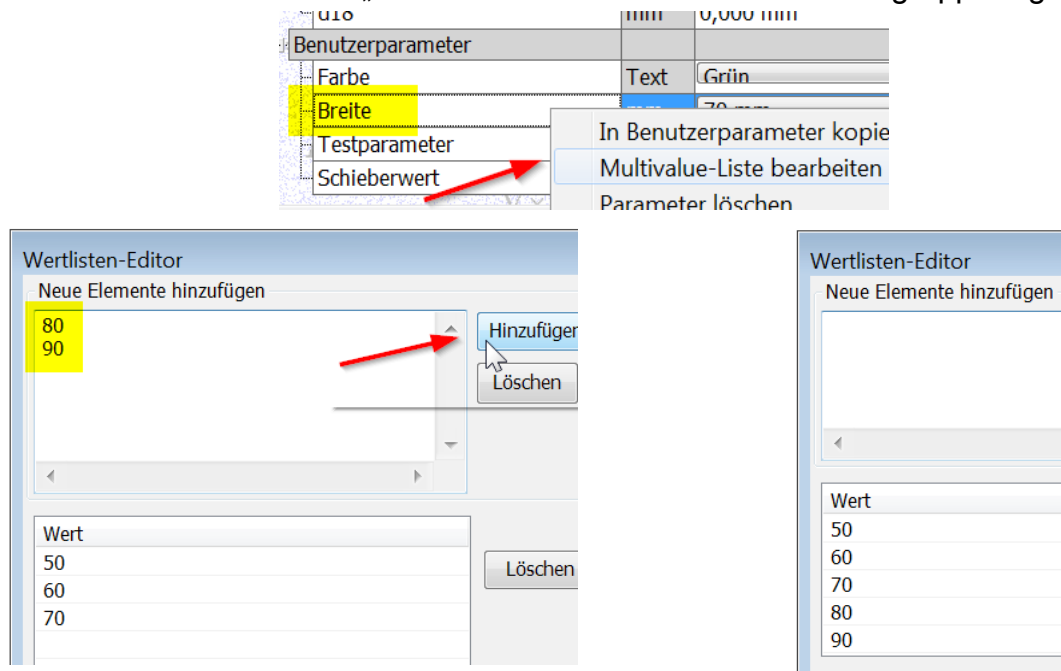 Benutzerparameter
Farbe Text Grün
Breite
Testparameter
Schieberwert
In Benutzerparameter kopie
Multivalue-Liste bearbeiten
Parameter löschen
Wertlisten-Editor
Neue Elemente hinzufügen
80
90
Hinzufügen
Löschen
Wert
50
60
70
Löschen
Wertlisten-Editor
Neue Elemente hinzufügen
Wert
50
60
70
80
90